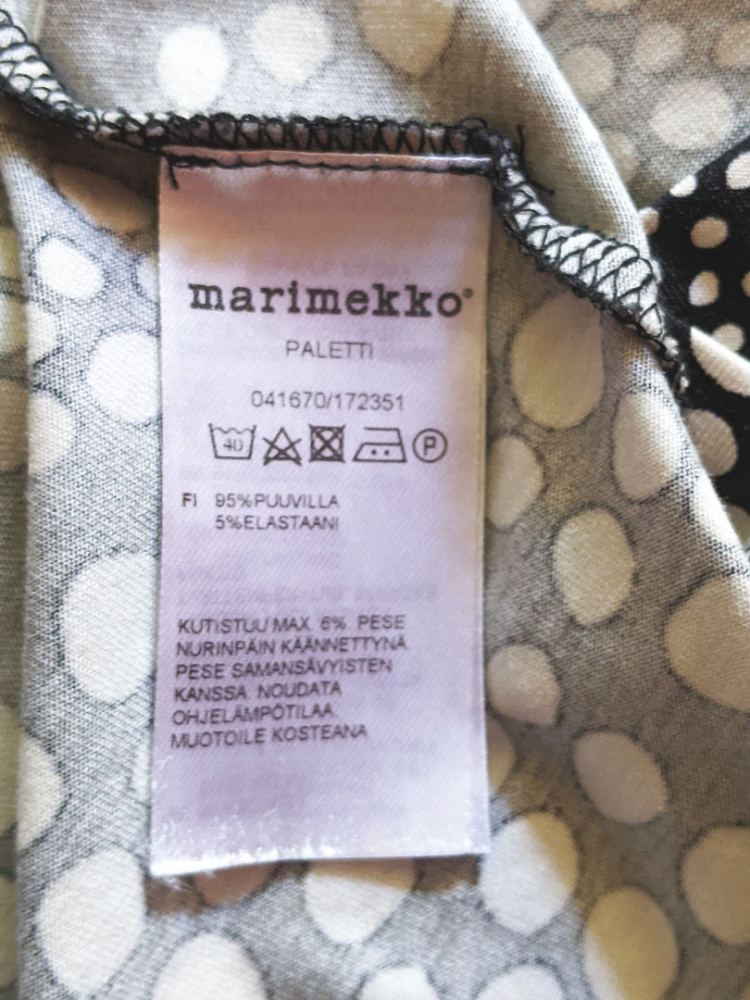 marimekko®
PALETTI
041670/172351
40 P
FI 95%PUUVILLA
5%ELASTAANI
KUTISTUU MAX. 6%. PESE
NURINPÄIN KÄÄNNETTYNÄ
PESE SAMANSÄVYISTEN
KANSSA. NOUDATA
OHJELÄMPÖTILAA.
MUOTOILE KOSTEANA